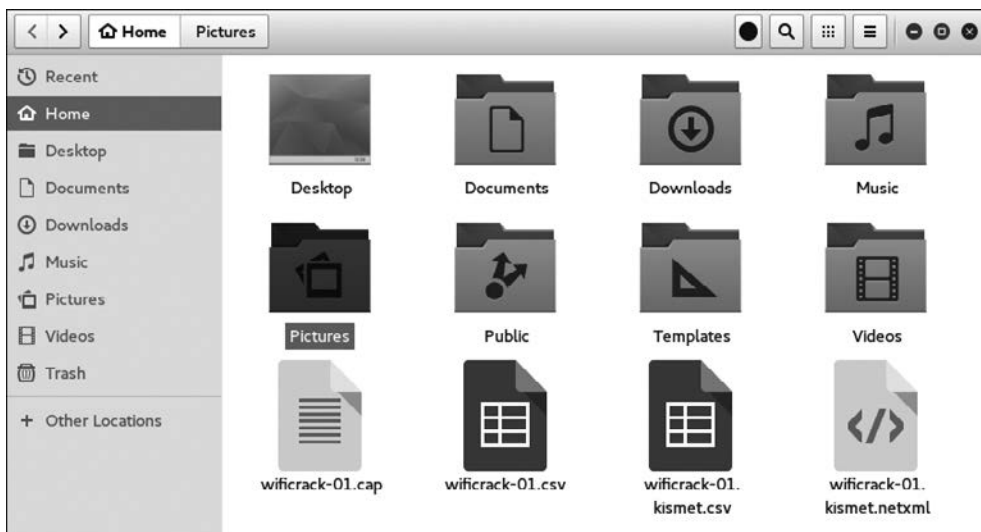 Home Pictures
Recent
Home
Desktop
Documents
Downloads
Music
Pictures
Videos
Trash
+ Other Locations
Desktop Documents Downloads Music
Pictures Public Templates Videos
wificrack-01.cap wificrack-01.csv wificrack-01. wificrack-01.
kismet.csv kismet.netxml